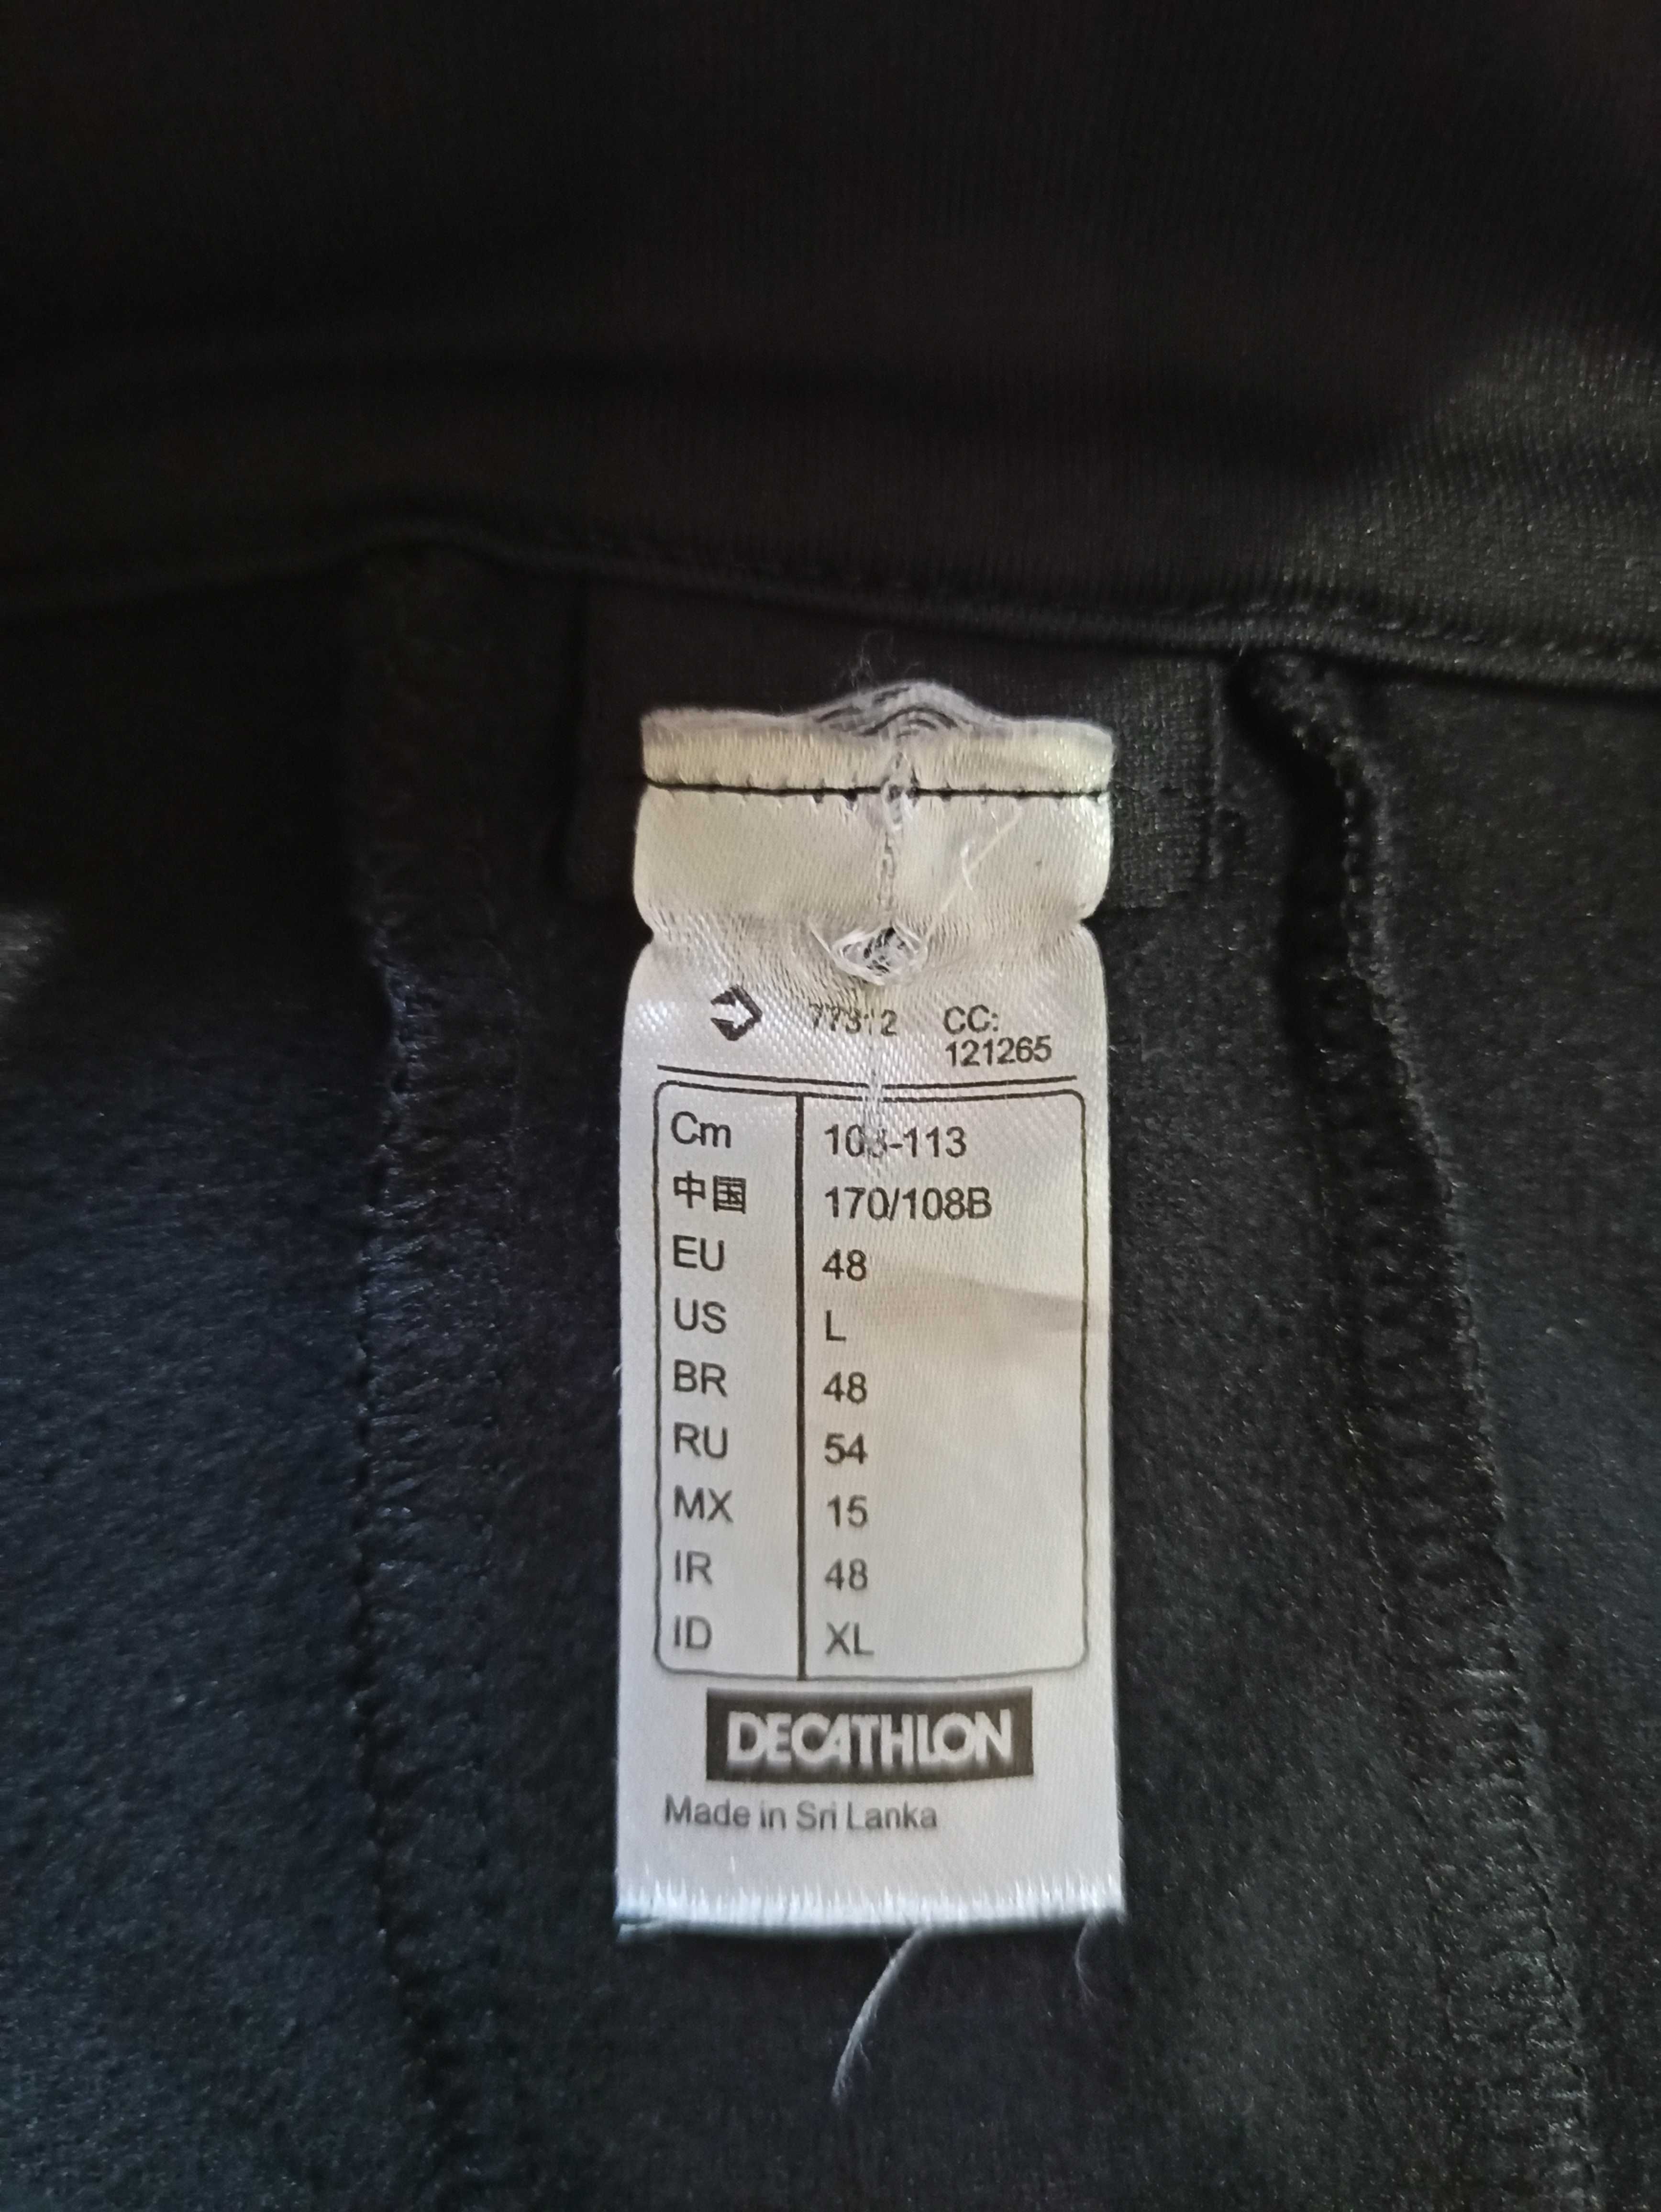 CC:
121265
Cm -113
中国 170/108B
EU 48
US L
BR 48
RU 54
MX 15
IR 48
ID XL
DECATHLON
Made in Sri Lanka